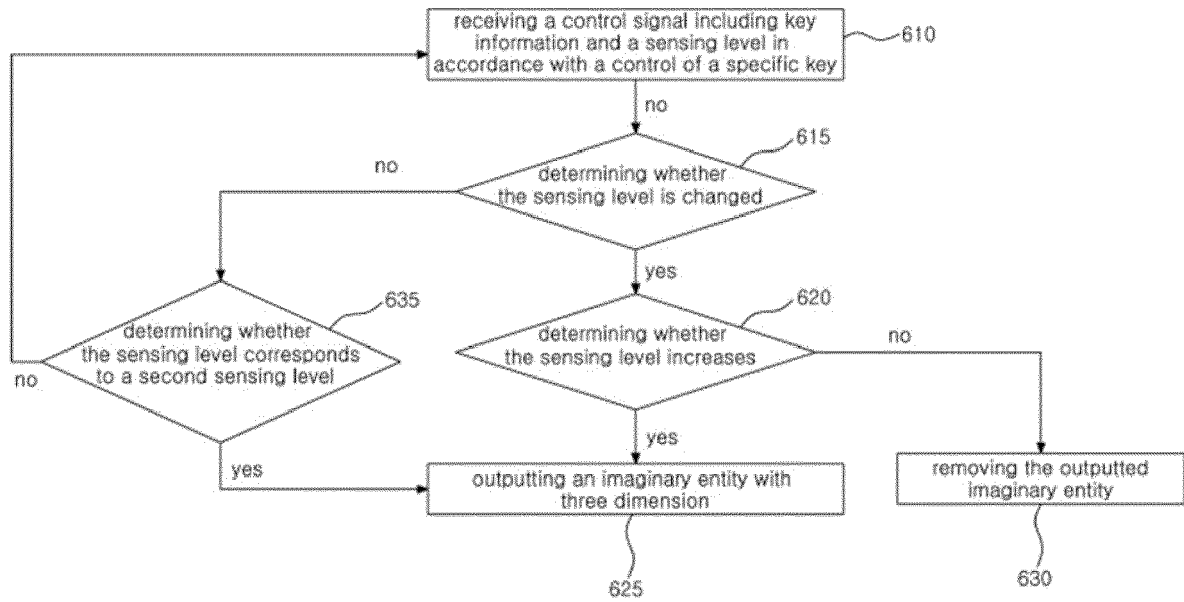 receiving a control signal including key
information and a sensing level in
accordance with a control of a specific key
610
no
615
no
determining whether
the sensing level is changed
yes
635
620
determining whether
the sensing level corresponds
to a second sensing level
determining whether
the sensing level increases
no
no
yes
yes
outputting an imaginary entity with
three dimension
removing the outputted
imaginary entity
625
630